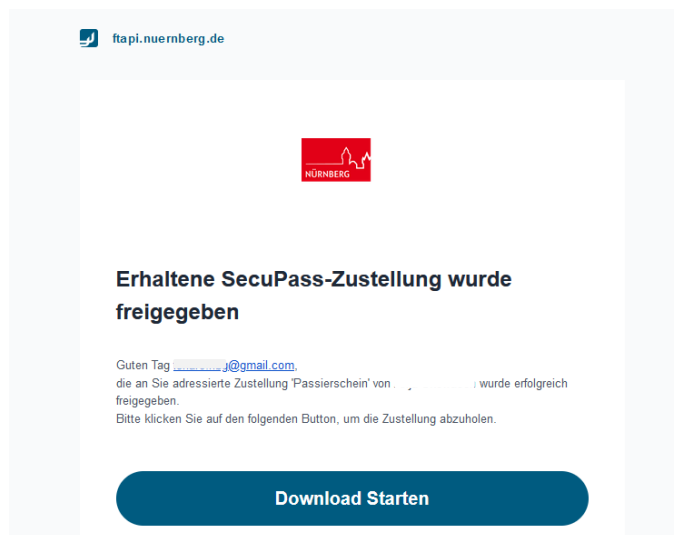 ftapi.nuernberg.de
NÜRNBERG
Erhaltene SecuPass-Zustellung wurde
freigegeben
Guten Tag @gmail.com,
die an Sie adressierte Zustellung 'Passierschein' von wurde erfolgreich
freigegeben.
Bitte klicken Sie auf den folgenden Button, um die Zustellung abzuholen.
Download Starten